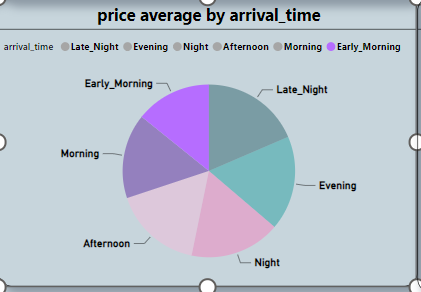 price average by arrival_time
arrival_time Late_Night Evening Night Afternoon Morning Early_Morning
Early_Morning
Late_Night
Morning
Evening
Afternoon
Night